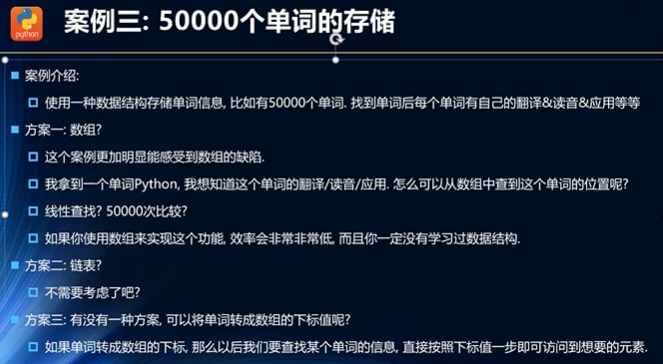 python
案例三: 50000个单词的存储
案例介绍:
使用一种数据结构存储单词信息, 比如有50000个单词. 找到单词后每个单词有自己的翻译&读音&应用等等
方案一: 数组?
这个案例更加明显能感受到数组的缺陷.
我拿到一个单词Python, 我想知道这个单词的翻译/读音/应用. 怎么可以从数组中查到这个单词的位置呢?
线性查找? 50000次比较?
如果你使用数组来实现这个功能, 效率会非常非常低, 而且你一定没有学习过数据结构.
方案二: 链表?
不需要考虑了吧?
方案三: 有没有一种方案, 可以将单词转成数组的下标值呢?
如果单词转成数组的下标, 那么以后我们要查找某个单词的信息, 直接按照下标值一步即可访问到想要的元素.